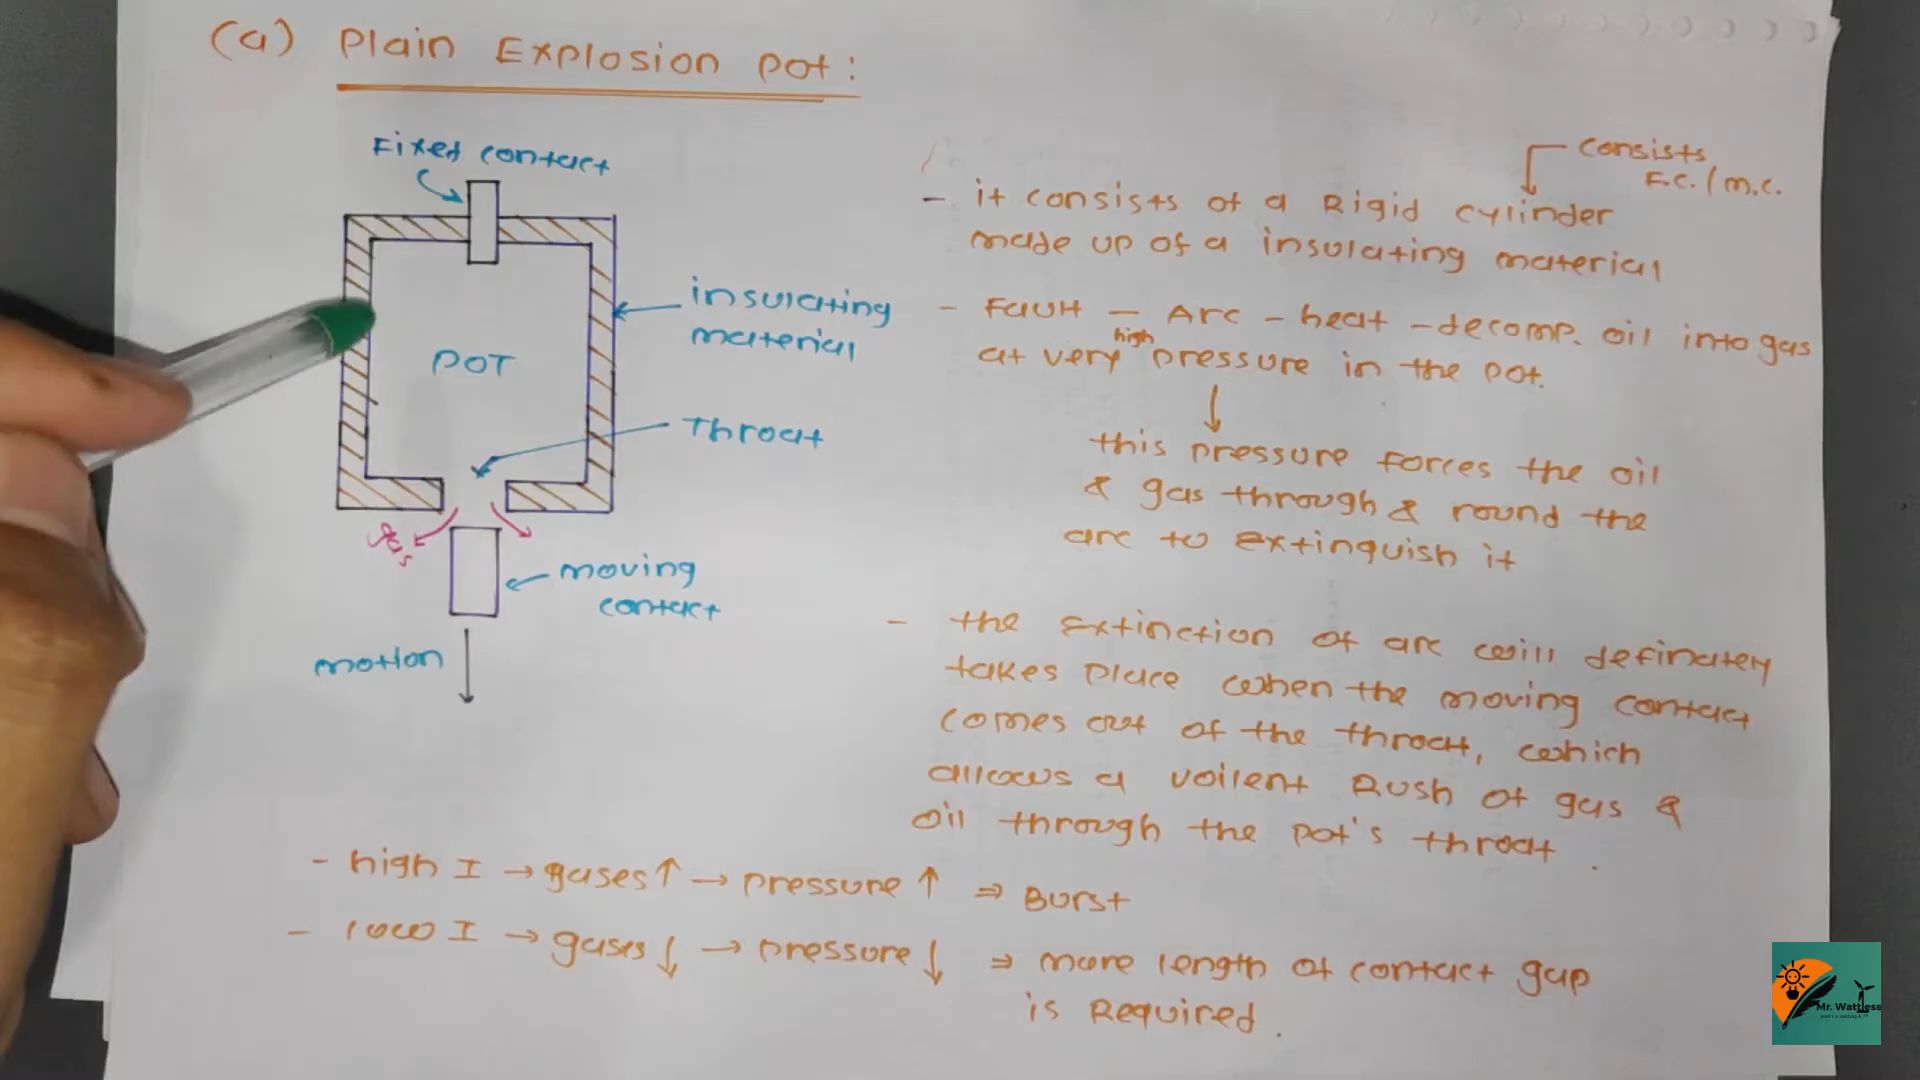 (a) Plain Explosion pot:
Fixed contact
insulating
material
POT
Throat
gas
moving
contact
motion
consists
F.C. / m.c.
- it consists of a Rigid cylinder
made up of a insulating material
- Fault - Arc - heat - decomp. oil into gas
at very high pressure in the pot.
this pressure forces the oil
& gas through & round the
arc to extinguish it
- the extinction of arc will definately
takes place when the moving contact
comes out of the throat, which
allows a voilent Rush of gas &
oil through the pot's throat.
- high I → gases ↑ → pressure ↑ ⇒ Burst
- low I → gases ↓ → pressure ↓ ⇒ more length of contact gap
is Required.
Mr. Wattless